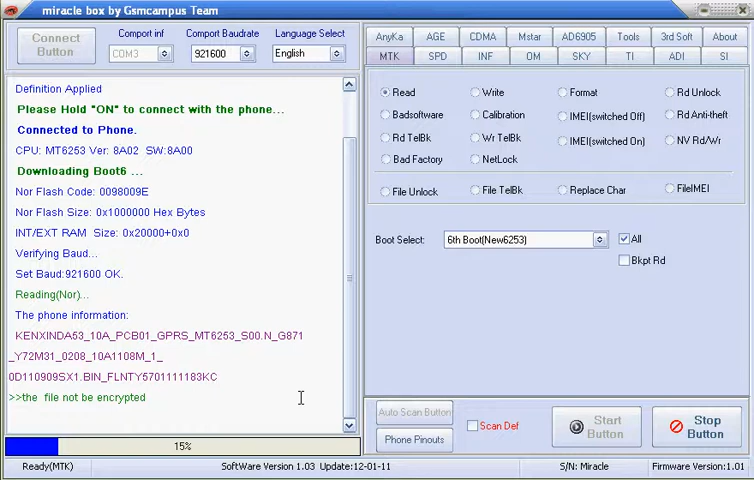 miracle box by Gsmcampus Team
Connect
Button
Comport inf
COM3
Comport Baudrate
921600
Language Select
English
Definition Applied
Please Hold "ON" to connect with the phone...
Connected to Phone.
CPU: MT6253 Ver: 8A02 SW:8A00
Downloading Boot6 ...
Nor Flash Code: 0098009E
Nor Flash Size: 0x1000000 Hex Bytes
INT/EXT RAM Size: 0x20000+0x0
Verifying Baud...
Set Baud:921600 OK.
Reading(Nor)...
The phone information:
KENXINDA53_10A_PCB01_GPRS_MT6253_S00.N_G871
_Y72M31_0208_10A1108M_1_
0D110909SX1.BIN_FLNTY5701111183KC
>>the file not be encrypted
15%
AnyKa AGE CDMA Mstar AD6905 Tools 3rd Soft About
MTK SPD INF OM SKY TI ADI SI
Read Write Format Rd Unlock
Badsoftware Calibration IMEI(switched Off) Rd Anti-theft
Rd TelBk Wr TelBk IMEI(switched On) NV Rd/Wr
Bad Factory NetLock
File Unlock File TelBk Replace Char FileIMEI
Boot Select: 6th Boot(New6253) All
Bkpt Rd
Auto Scan Button
Phone Pinouts
Scan Def
Start
Button
Stop
Button
Ready(MTK) SoftWare Version 1.03 Update:12-01-11 S/N: Miracle Firmware Version:1.01